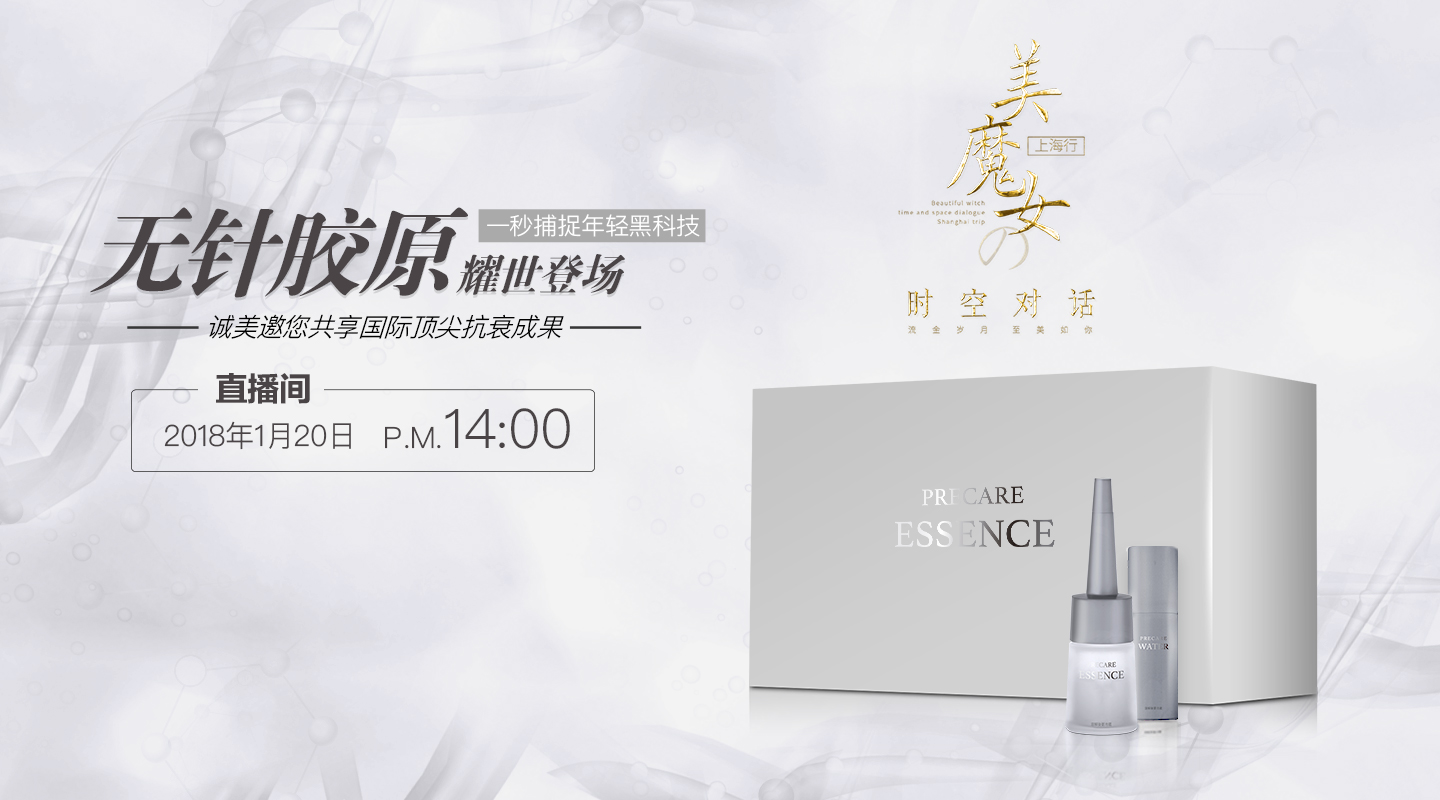 无针胶原
一秒捕捉年轻黑科技
耀世登场
诚美邀您共享国际顶尖抗衰成果
直播间
2018年1月20日 P.M.14:00
美魔女
上海行
Beautiful witch
time and space dialogue
Shanghai trip
の
时空对话
流金岁月 至美如你
PRECARE
ESSENCE
PRECARE
WATER
ECARE
ESSENCE